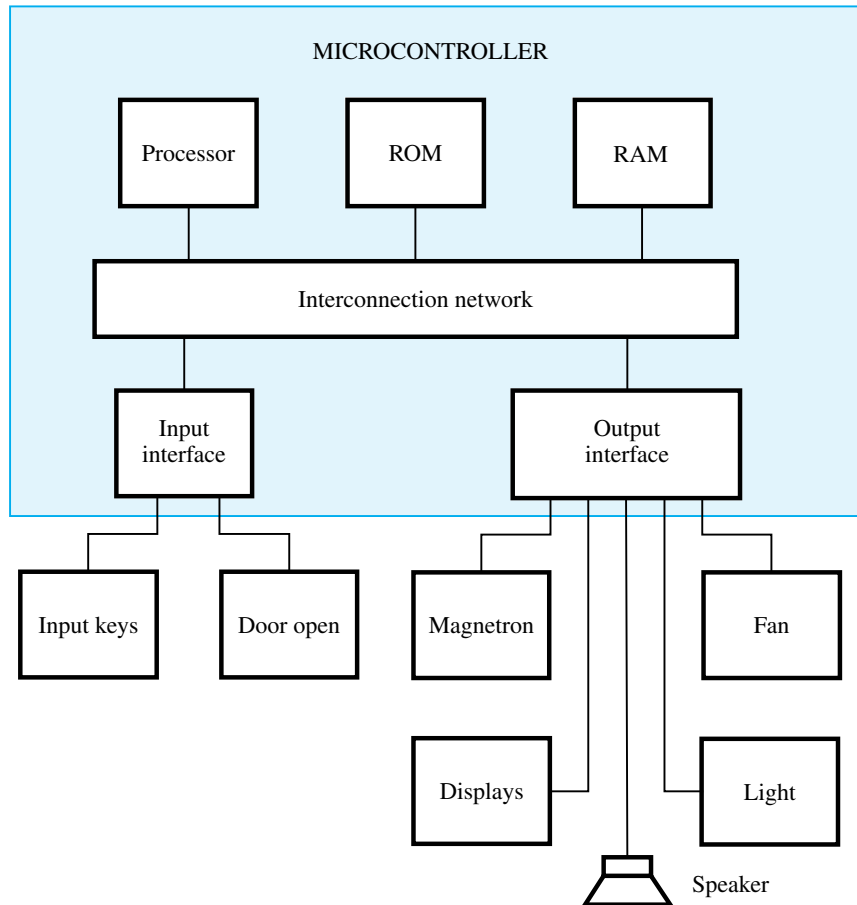 MICROCONTROLLER
Processor
ROM
RAM
Interconnection network
Input
interface
Output
interface
Input keys
Door open
Magnetron
Fan
Displays
Light
Speaker